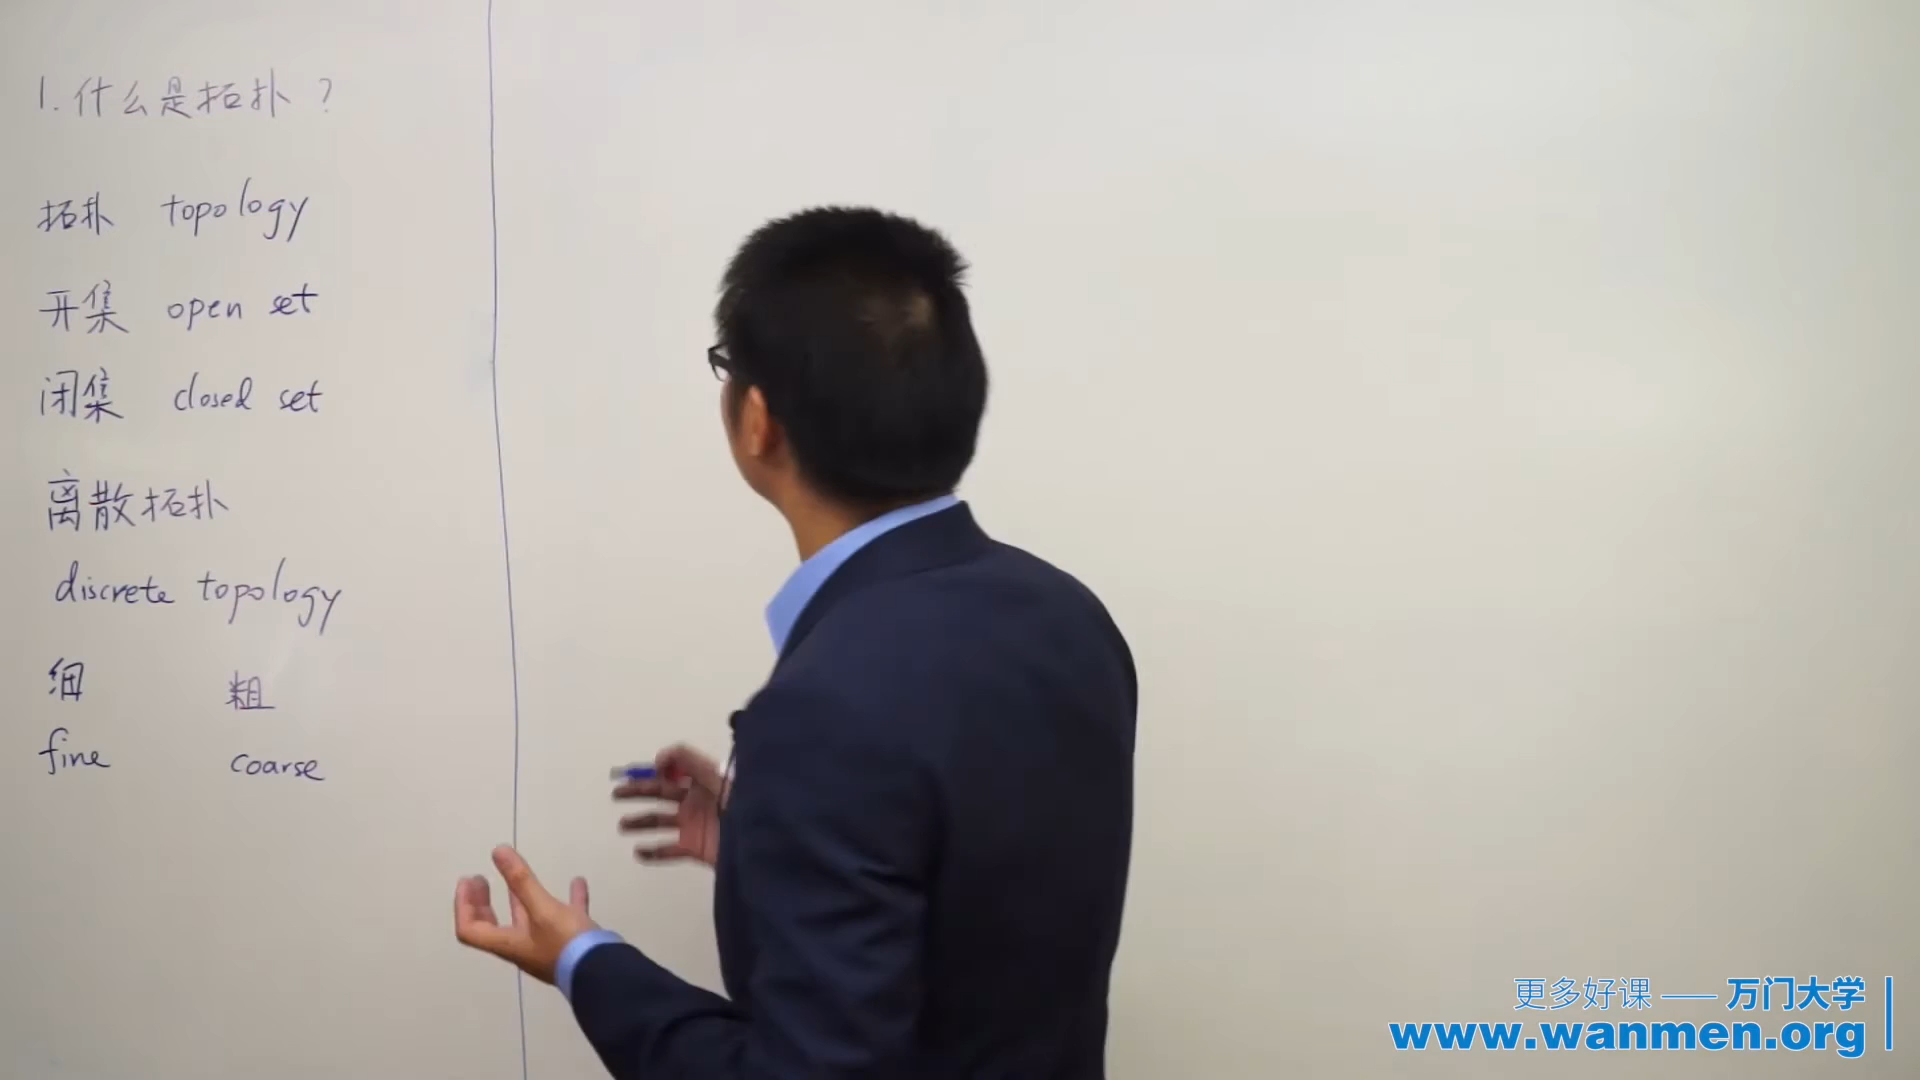 1. 什么是拓扑？
拓扑 topology
开集 open set
闭集 closed set
离散拓扑
discrete topology
细 粗
fine coarse
更多好课 —— 万门大学
www.wanmen.org